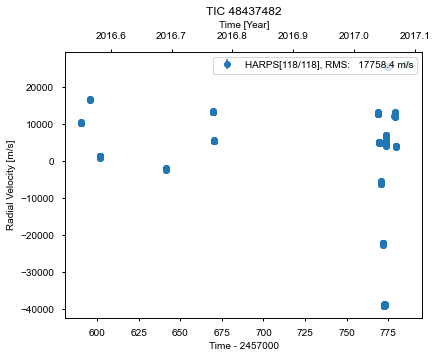 TIC 48437482
Time [Year]
2016.6 2016.7 2016.8 2016.9 2017.0 2017.1
HARPS[118/118], RMS: 17758.4 m/s
Radial Velocity [m/s]
20000
10000
0
−10000
−20000
−30000
−40000
600 625 650 675 700 725 750 775
Time - 2457000